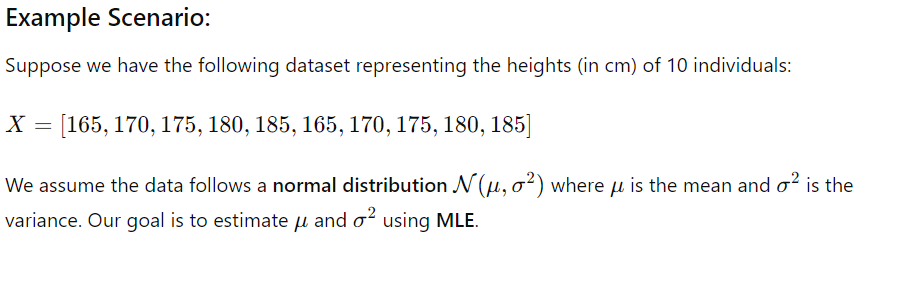 Example Scenario:
Suppose we have the following dataset representing the heights (in cm) of 10 individuals:
X = [165, 170, 175, 180, 185, 165, 170, 175, 180, 185]
We assume the data follows a normal distribution 𝒩(μ, σ²) where μ is the mean and σ² is the
variance. Our goal is to estimate μ and σ² using MLE.